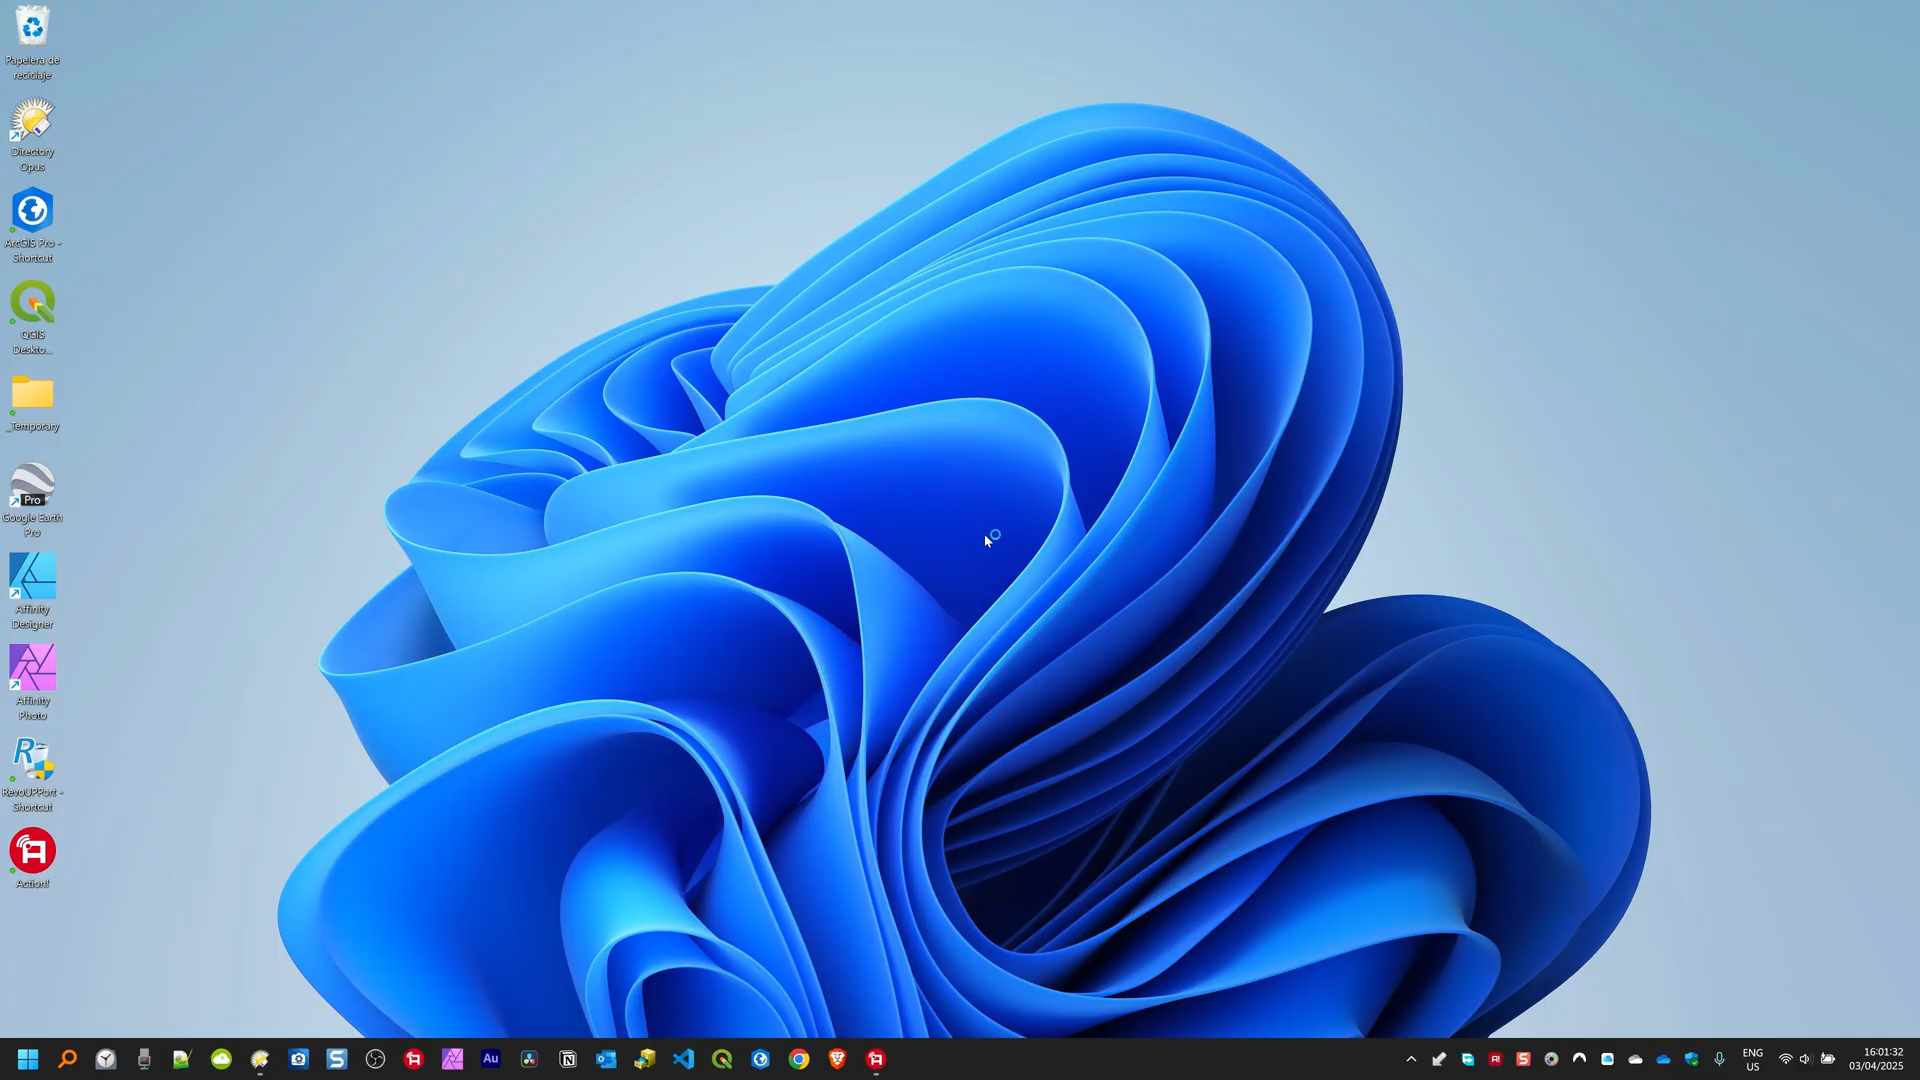 Papelera de
reciclaje
Directory
Opus
ArcGIS Pro -
Shortcut
QGIS
Deskto...
_Temporary
Pro
Google Earth
Pro
Affinity
Designer
Affinity
Photo
R
RevoUPPort -
Shortcut
Action!
S
Au
N
A!
S
ENG
US
16:01:32
03/04/2025